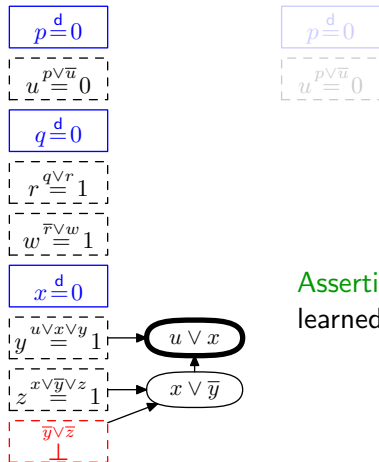 p d= 0
u p∨u̅= 0
q d= 0
r q∨r= 1
w r̅∨w= 1
x d= 0
y u∨x∨y= 1
z x∨y̅∨z= 1
y̅∨z̅
⊥
u ∨ x
x ∨ y̅
p d= 0
u p∨u̅= 0
Asserti
learned